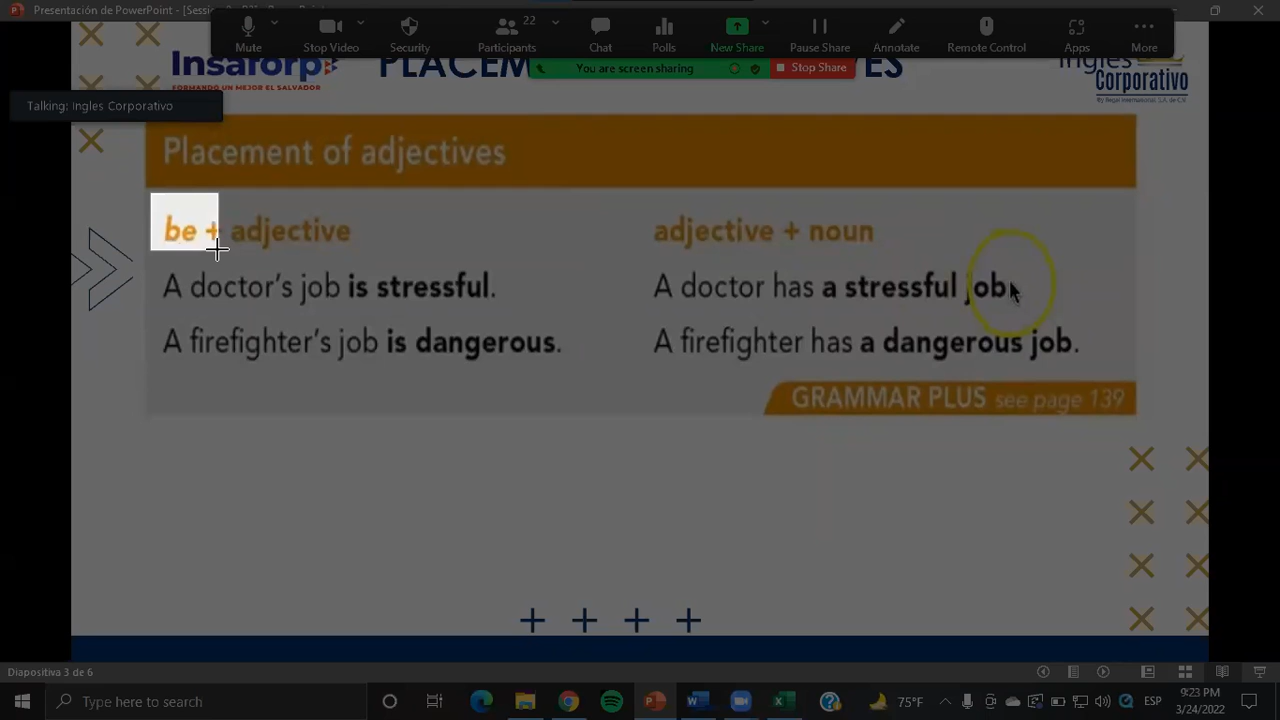 Presentación de PowerPoint - [Sess
Mute
Stop Video
Security
Participants
22
Chat
Polls
New Share
Pause Share
Annotate
Remote Control
Apps
More
You are screen sharing
Stop Share
Insaforp
FORMANDO UN MEJOR EL SALVADOR
PLACEM ES
Corporativo
Talking: Ingles Corporativo
Placement of adjectives
be + adjective
A doctor's job is stressful.
A firefighter's job is dangerous.
adjective + noun
A doctor has a stressful job.
A firefighter has a dangerous job.
GRAMMAR PLUS see page 139
Diapositiva 3 de 6
Type here to search
75°F
ESP
9:23 PM
3/24/2022